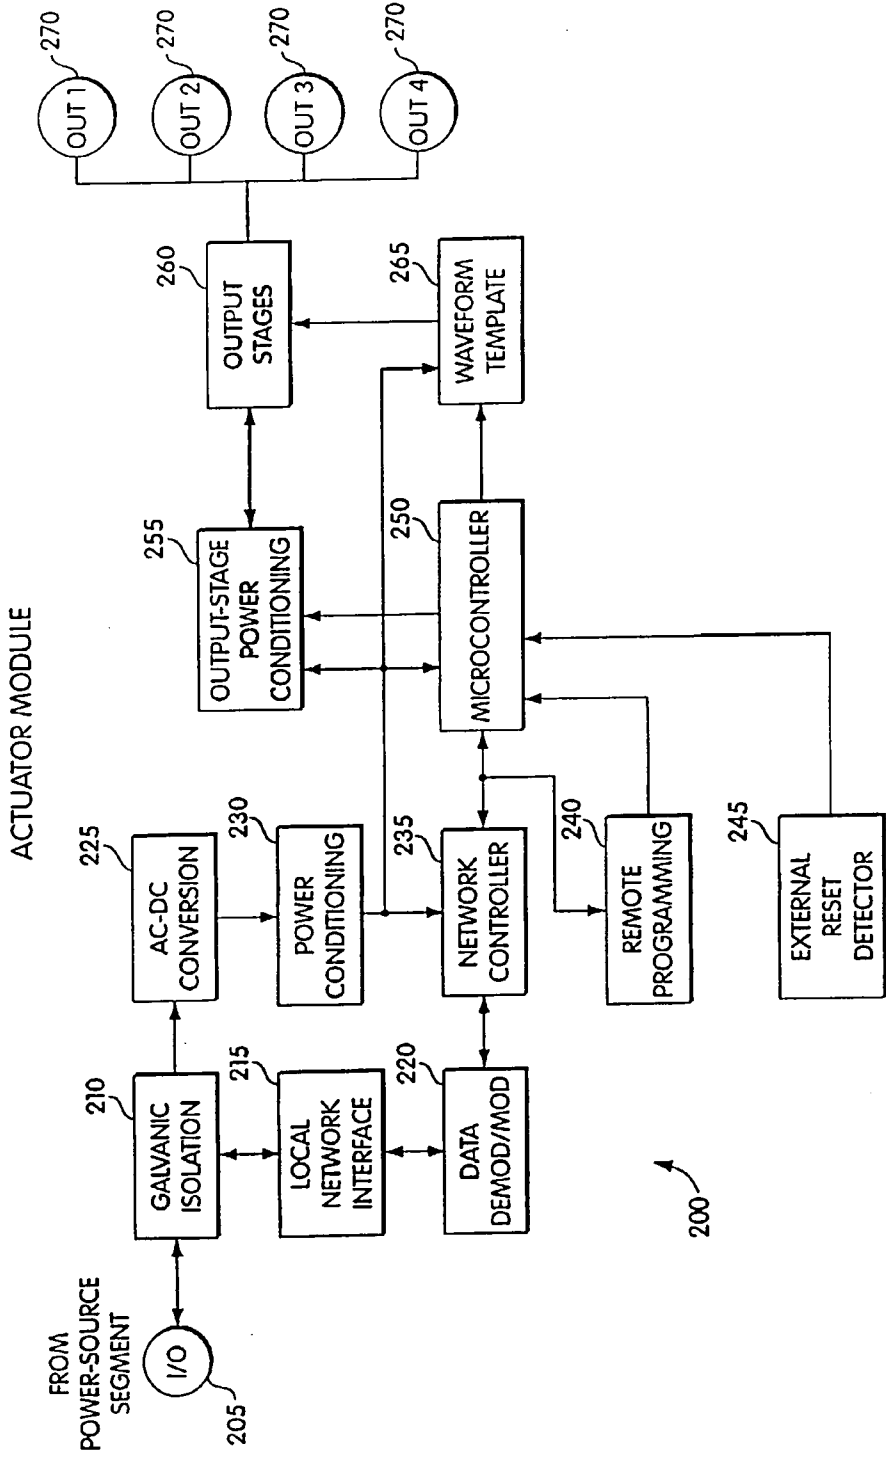 ACTUATOR MODULE
FROM
POWER-SOURCE
SEGMENT
I/O
205
210
GALVANIC
ISOLATION
215
LOCAL
NETWORK
INTERFACE
220
DATA
DEMOD/MOD
225
AC-DC
CONVERSION
230
POWER
CONDITIONING
235
NETWORK
CONTROLLER
240
REMOTE
PROGRAMMING
245
EXTERNAL
RESET
DETECTOR
250
MICROCONTROLLER
255
OUTPUT-STAGE
POWER
CONDITIONING
260
OUTPUT
STAGES
265
WAVEFORM
TEMPLATE
OUT 1
270
OUT 2
270
OUT 3
270
OUT 4
270
200